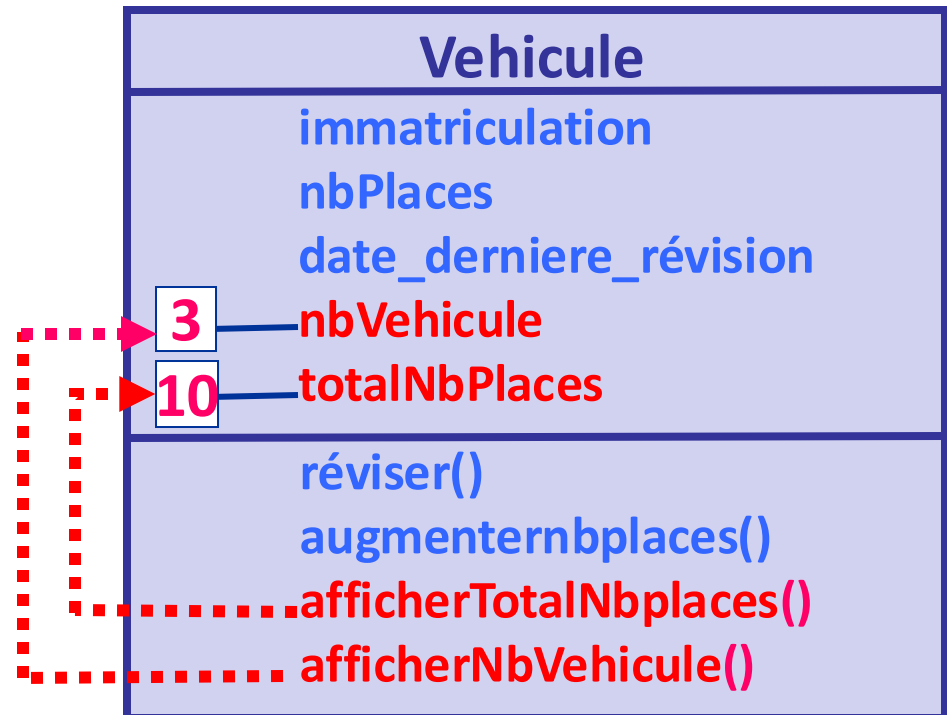 Vehicule
immatriculation
nbPlaces
date_derniere_révision
3 nbVehicule
10 totalNbPlaces
réviser()
augmenternbplaces()
afficherTotalNbplaces()
afficherNbVehicule()